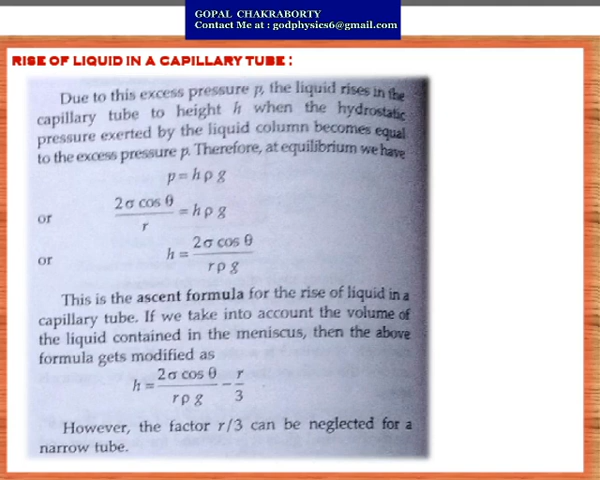 GOPAL CHAKRABORTY
Contact Me at : godphysics6@gmail.com
RISE OF LIQUID IN A CAPILLARY TUBE :
Due to this excess pressure p, the liquid rises in the
capillary tube to height h when the hydrostatic
pressure exerted by the liquid column becomes equal
to the excess pressure p. Therefore, at equilibrium we have
p = h ρ g
or 2 σ cos θ / r = h ρ g
or h = 2 σ cos θ / r ρ g
This is the ascent formula for the rise of liquid in a
capillary tube. If we take into account the volume of
the liquid contained in the meniscus, then the above
formula gets modified as
h = 2 σ cos θ / r ρ g − r / 3
However, the factor r/3 can be neglected for a
narrow tube.